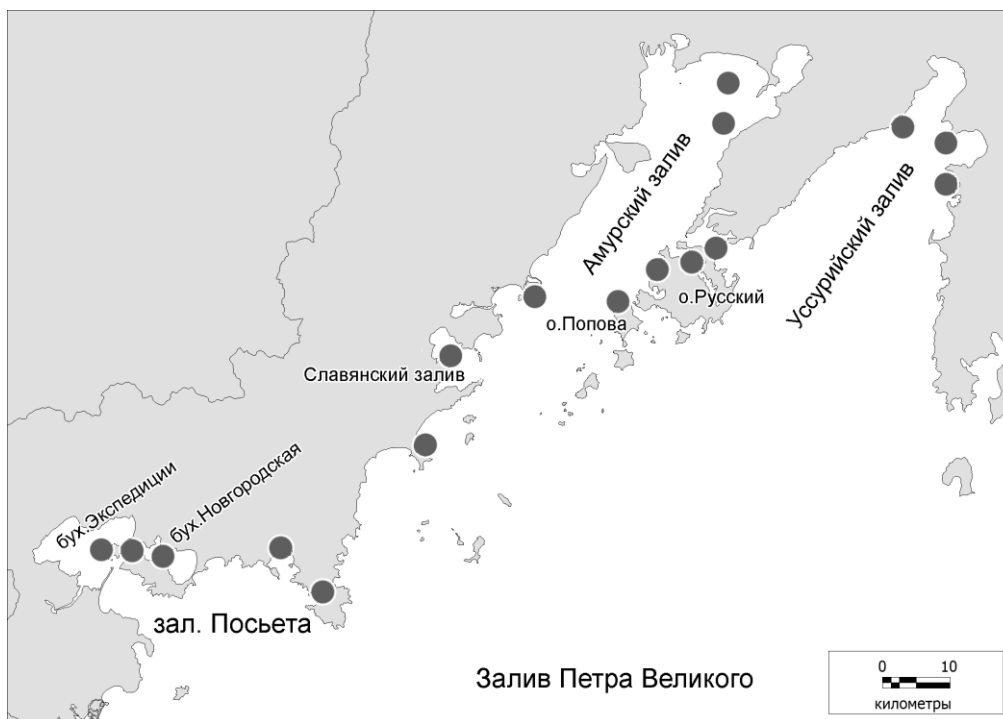 Амурский залив
Уссурийский залив
о.Русский
о.Попова
Славянский залив
бух.Экспедиции
бух.Новгородская
зал. Посьета
Залив Петра Великого
0 10
километры